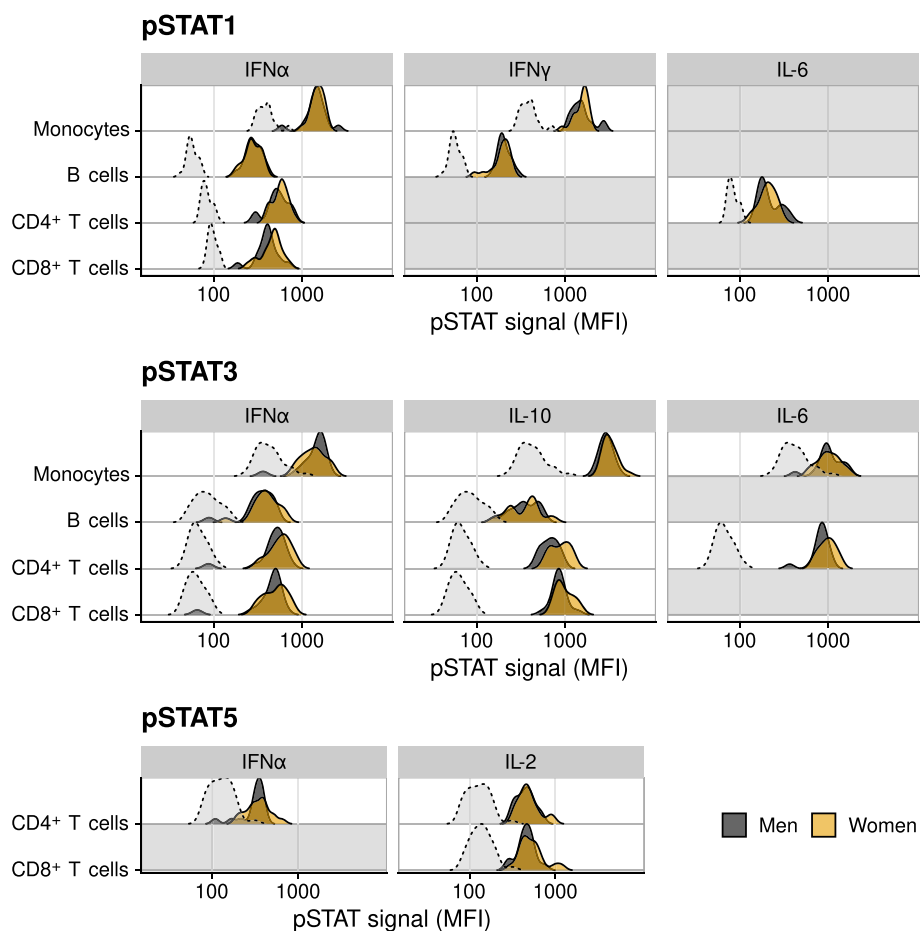 pSTAT1
IFNα IFNγ IL-6
Monocytes
B cells
CD4⁺ T cells
CD8⁺ T cells
100 1000 100 1000 100 1000
pSTAT signal (MFI)
pSTAT3
IFNα IL-10 IL-6
Monocytes
B cells
CD4⁺ T cells
CD8⁺ T cells
100 1000 100 1000 100 1000
pSTAT signal (MFI)
pSTAT5
IFNα IL-2
CD4⁺ T cells
Men Women
CD8⁺ T cells
100 1000 100 1000
pSTAT signal (MFI)